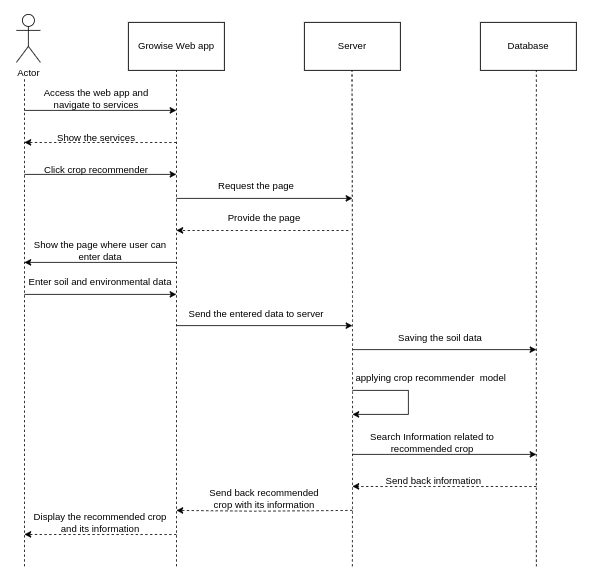 Growise Web app
Server
Database
Actor
Access the web app and
navigate to services
Show the services
Click crop recommender
Request the page
Provide the page
Show the page where user can
enter data
Enter soil and environmental data
Send the entered data to server
Saving the soil data
applying crop recommender  model
Search Information related to
recommended crop
Send back information
Send back recommended
crop with its information
Display the recommended crop
and its information